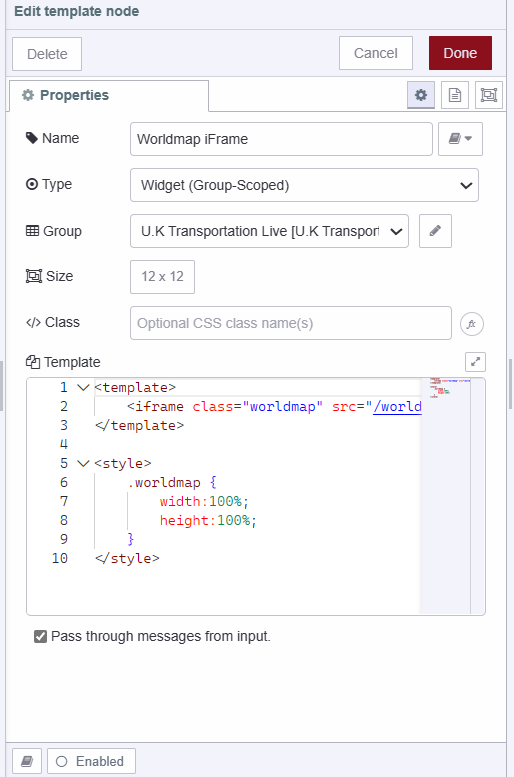 Edit template node
Delete Cancel Done
Properties
Name Worldmap iFrame
Type Widget (Group-Scoped)
Group U.K Transportation Live [U.K Transport
Size 12 x 12
</> Class Optional CSS class name(s) fx
Template
1 <template>
2 <iframe class="worldmap" src="/world
3 </template>
4
5 <style>
6 .worldmap {
7 width:100%;
8 height:100%;
9 }
10 </style>
Pass through messages from input.
Enabled